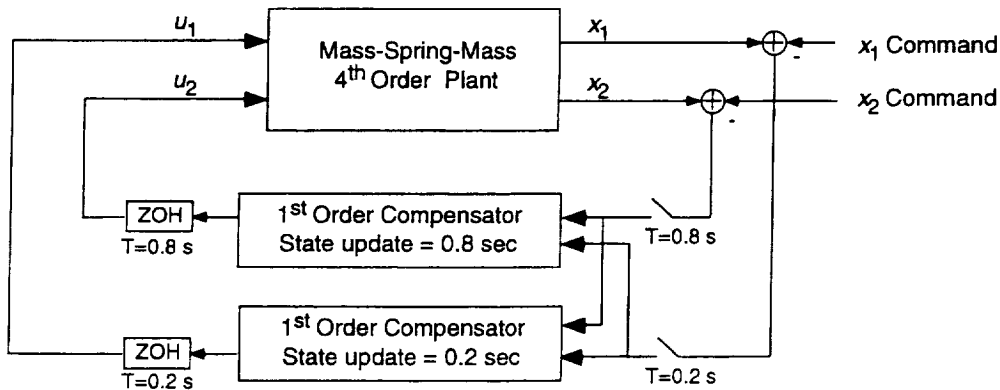 u₁
Mass-Spring-Mass
4ᵗʰ Order Plant
x₁
x₁ Command
u₂
x₂
x₂ Command
ZOH
T=0.8 s
1ˢᵗ Order Compensator
State update = 0.8 sec
T=0.8 s
ZOH
T=0.2 s
1ˢᵗ Order Compensator
State update = 0.2 sec
T=0.2 s